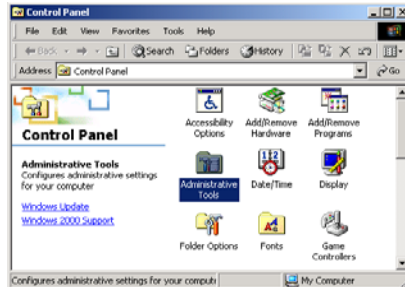 Control Panel
File Edit View Favorites Tools Help
Back Search Folders History
Address Control Panel Go
Control Panel
Administrative Tools
Configures administrative settings
for your computer
Windows Update
Windows 2000 Support
Accessibility
Options
Add/Remove
Hardware
Add/Remove
Programs
Administrative
Tools
Date/Time
Display
Folder Options
Fonts
Game
Controllers
Configures administrative settings for your compute My Computer